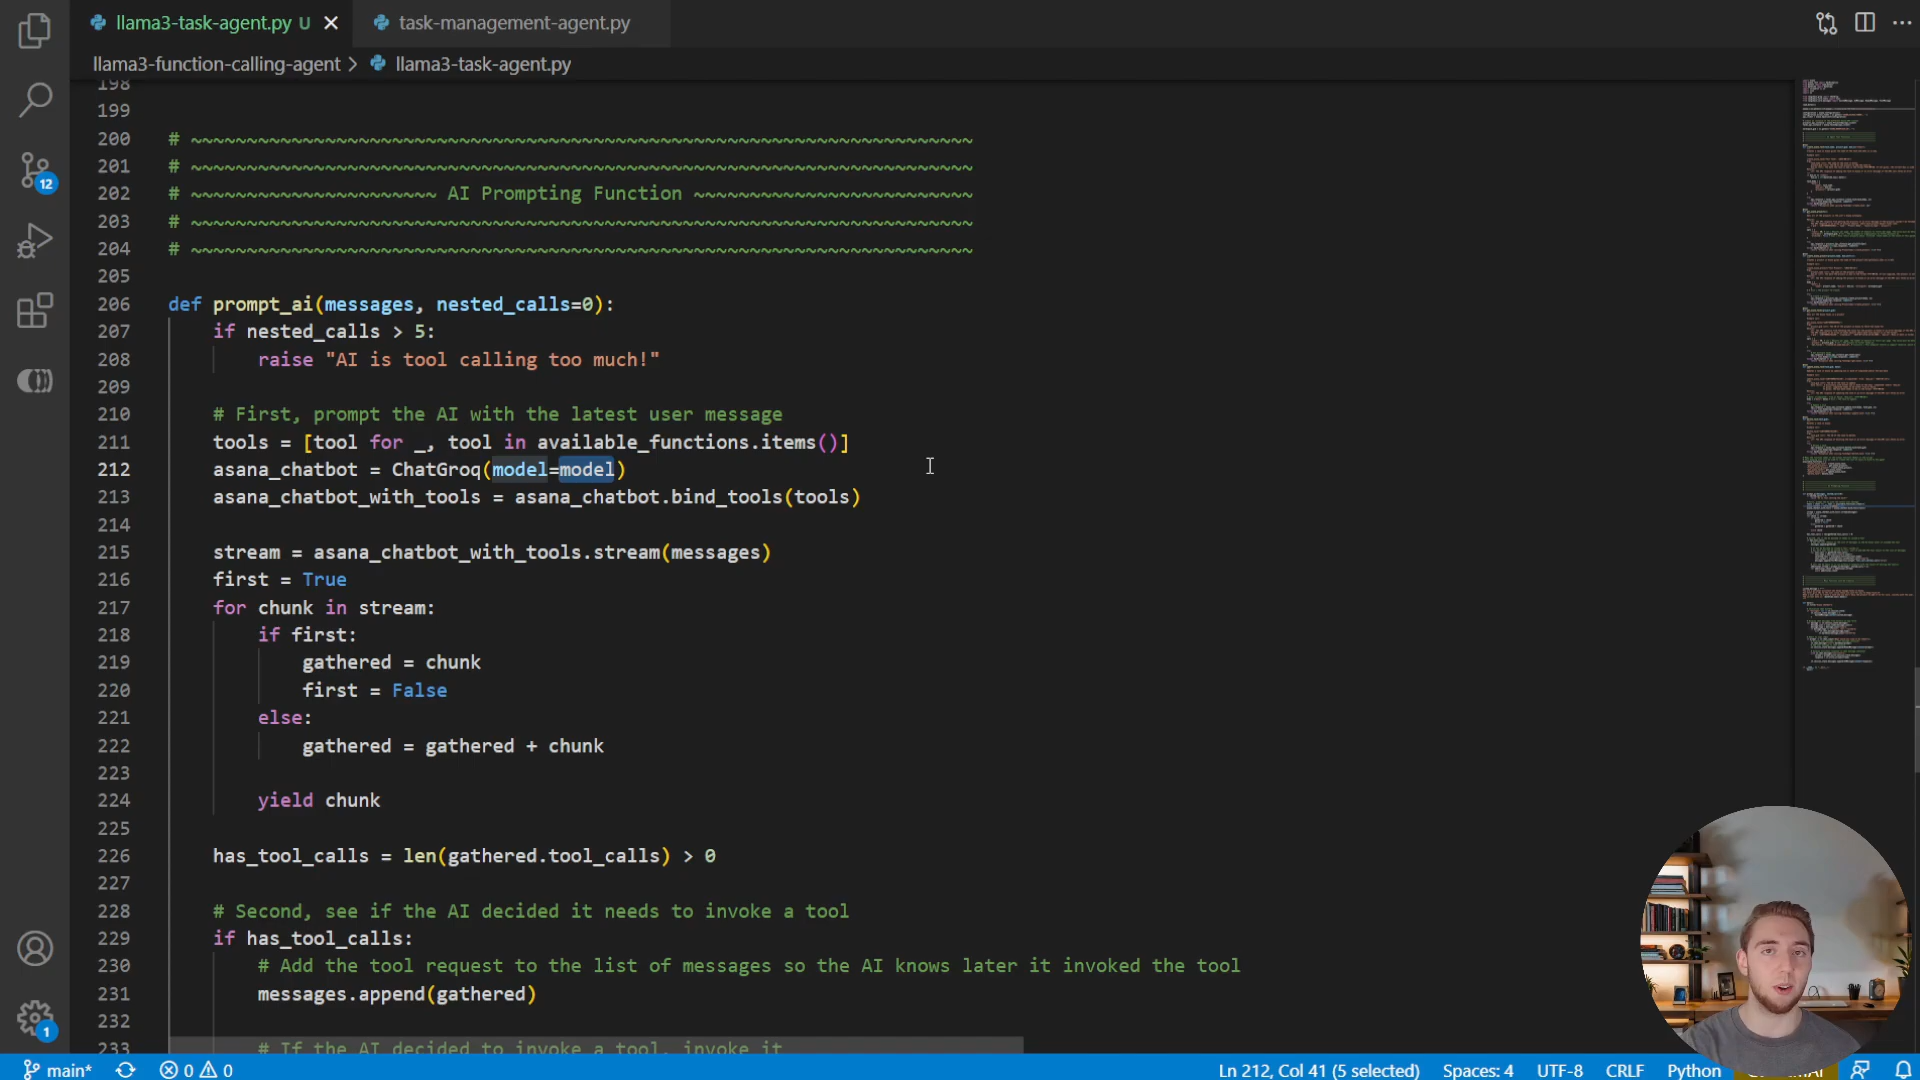 llama3-task-agent.py U
task-management-agent.py
llama3-function-calling-agent > llama3-task-agent.py
198
199
200 # ~~~~~~~~~~~~~~~~~~~~~~~~~~~~~~~~~~~~~~~~~~~~~~~~~~~~~~~~~~~~~~~~~~~~~~
201 # ~~~~~~~~~~~~~~~~~~~~~~~~~~~~~~~~~~~~~~~~~~~~~~~~~~~~~~~~~~~~~~~~~~~~~~
202 # ~~~~~~~~~~~~~~~~~~~~~~ AI Prompting Function ~~~~~~~~~~~~~~~~~~~~~~~~~
203 # ~~~~~~~~~~~~~~~~~~~~~~~~~~~~~~~~~~~~~~~~~~~~~~~~~~~~~~~~~~~~~~~~~~~~~~
204 # ~~~~~~~~~~~~~~~~~~~~~~~~~~~~~~~~~~~~~~~~~~~~~~~~~~~~~~~~~~~~~~~~~~~~~~
205
206 def prompt_ai(messages, nested_calls=0):
207 if nested_calls > 5:
208 raise "AI is tool calling too much!"
209
210 # First, prompt the AI with the latest user message
211 tools = [tool for _, tool in available_functions.items()]
212 asana_chatbot = ChatGroq(model=model)
213 asana_chatbot_with_tools = asana_chatbot.bind_tools(tools)
214
215 stream = asana_chatbot_with_tools.stream(messages)
216 first = True
217 for chunk in stream:
218 if first:
219 gathered = chunk
220 first = False
221 else:
222 gathered = gathered + chunk
223
224 yield chunk
225
226 has_tool_calls = len(gathered.tool_calls) > 0
227
228 # Second, see if the AI decided it needs to invoke a tool
229 if has_tool_calls:
230 # Add the tool request to the list of messages so the AI knows later it invoked the tool
231 messages.append(gathered)
232
233 # If the AI decided to invoke a tool, invoke it
12
1
main* 0 0 Ln 212, Col 41 (5 selected) Spaces: 4 UTF-8 CRLF Python